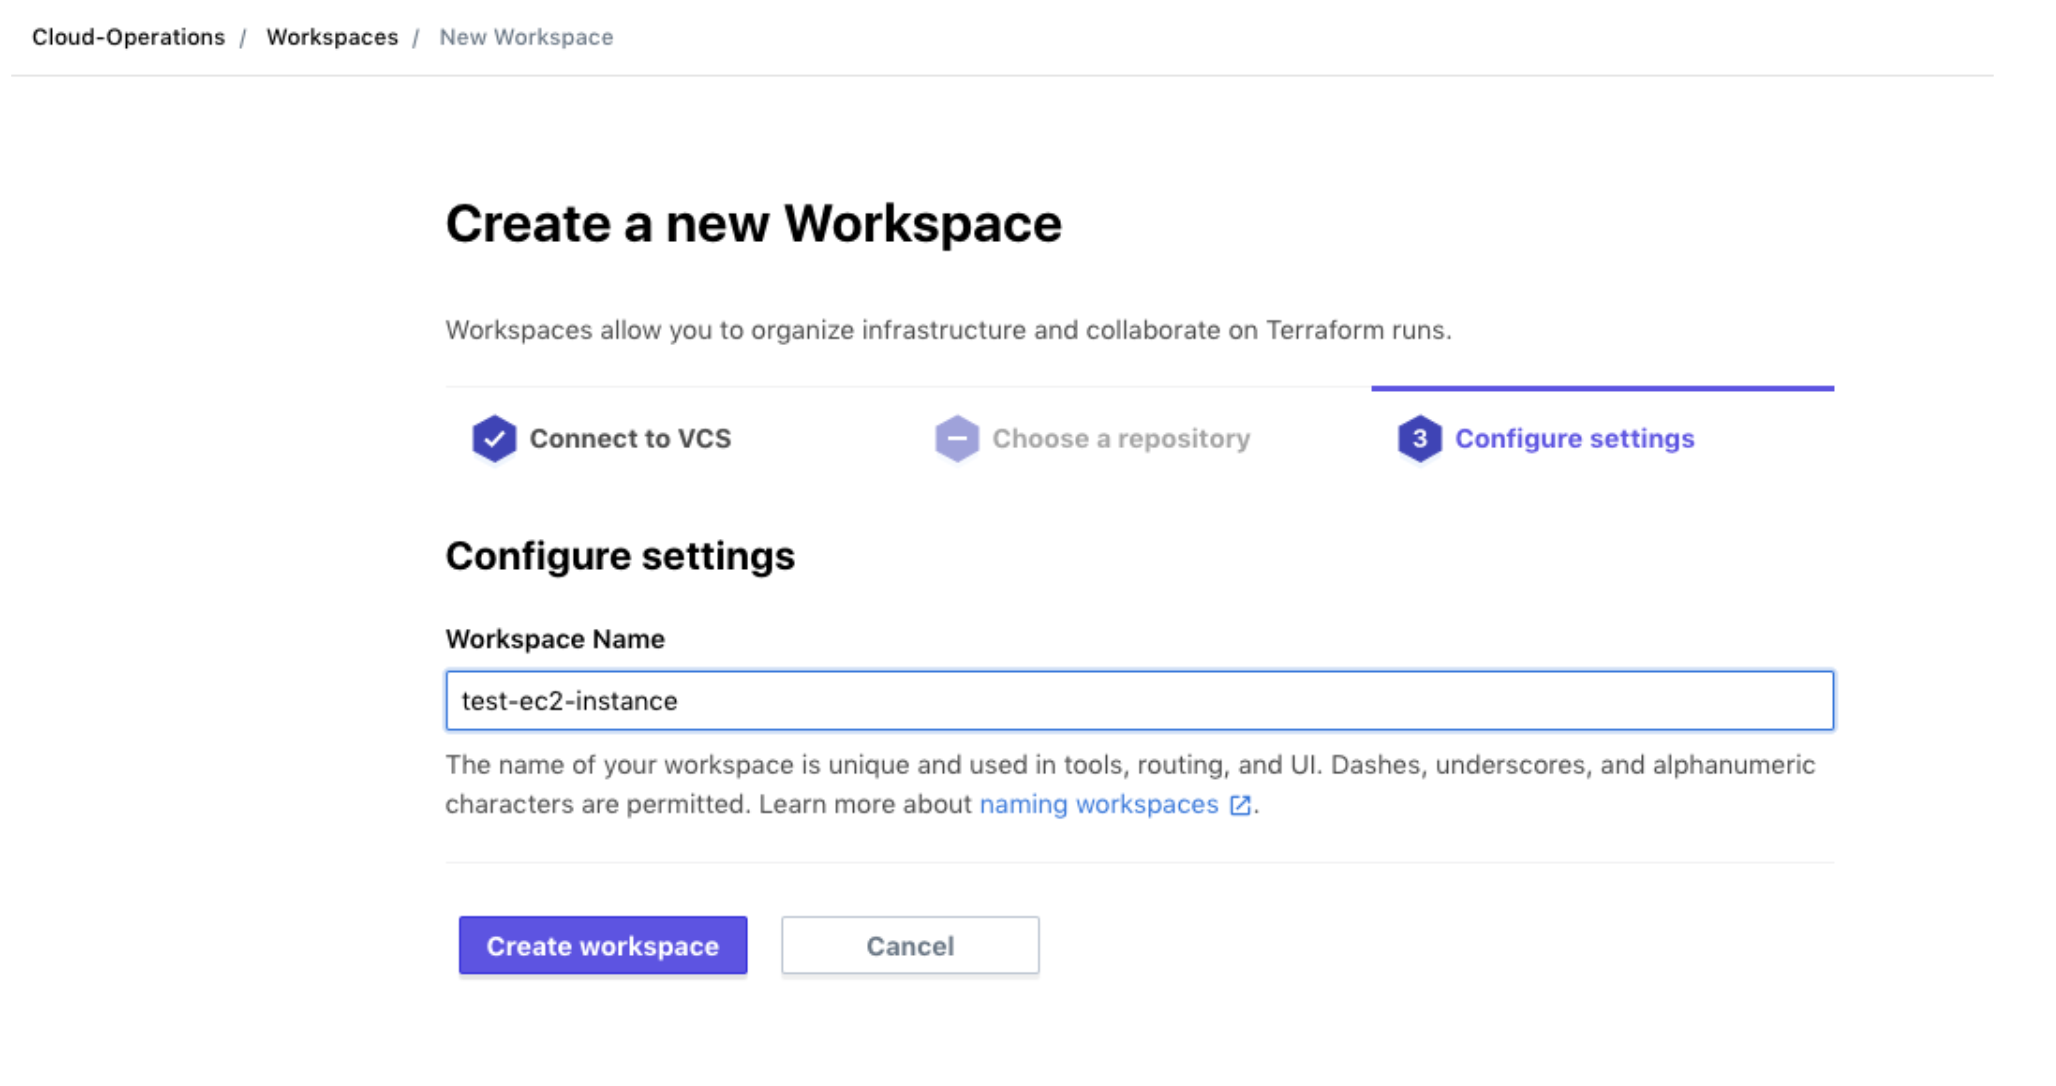 Cloud-Operations / Workspaces / New Workspace
Create a new Workspace
Workspaces allow you to organize infrastructure and collaborate on Terraform runs.
Connect to VCS
Choose a repository
3 Configure settings
Configure settings
Workspace Name
test-ec2-instance
The name of your workspace is unique and used in tools, routing, and UI. Dashes, underscores, and alphanumeric
characters are permitted. Learn more about naming workspaces.
Create workspace
Cancel